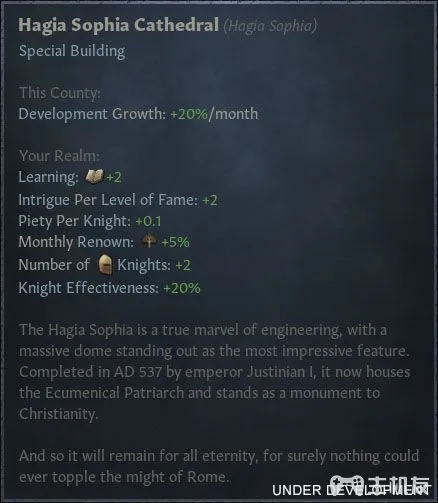 Hagia Sophia Cathedral (Hagia Sophia)
Special Building
This County:
Development Growth: +20%/month
Your Realm:
Learning: +2
Intrigue Per Level of Fame: +2
Piety Per Knight: +0.1
Monthly Renown: +5%
Number of Knights: +2
Knight Effectiveness: +20%
The Hagia Sophia is a true marvel of engineering, with a
massive dome standing out as the most impressive feature.
Completed in AD 537 by emperor Justinian I, it now houses
the Ecumenical Patriarch and stands as a monument to
Christianity.
And so it will remain for all eternity, for surely nothing could
ever topple the might of Rome.
UNDER DEVELOPMENT